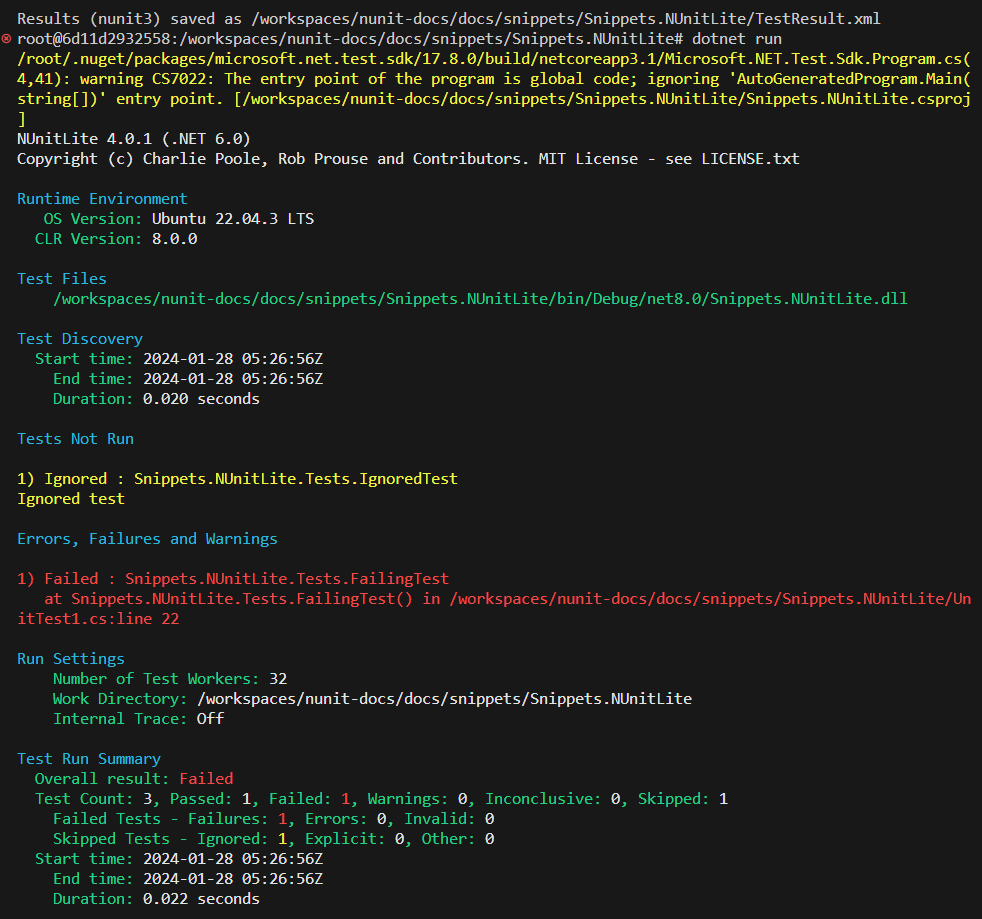 Results (nunit3) saved as /workspaces/nunit-docs/docs/snippets/Snippets.NUnitLite/TestResult.xml
root@6d11d2932558:/workspaces/nunit-docs/docs/snippets/Snippets.NUnitLite# dotnet run
/root/.nuget/packages/microsoft.net.test.sdk/17.8.0/build/netcoreapp3.1/Microsoft.NET.Test.Sdk.Program.cs(
4,41): warning CS7022: The entry point of the program is global code; ignoring 'AutoGeneratedProgram.Main(
string[])' entry point. [/workspaces/nunit-docs/docs/snippets/Snippets.NUnitLite/Snippets.NUnitLite.csproj
]
NUnitLite 4.0.1 (.NET 6.0)
Copyright (c) Charlie Poole, Rob Prouse and Contributors. MIT License - see LICENSE.txt
Runtime Environment
OS Version: Ubuntu 22.04.3 LTS
CLR Version: 8.0.0
Test Files
/workspaces/nunit-docs/docs/snippets/Snippets.NUnitLite/bin/Debug/net8.0/Snippets.NUnitLite.dll
Test Discovery
Start time: 2024-01-28 05:26:56Z
End time: 2024-01-28 05:26:56Z
Duration: 0.020 seconds
Tests Not Run
1) Ignored : Snippets.NUnitLite.Tests.IgnoredTest
Ignored test
Errors, Failures and Warnings
1) Failed : Snippets.NUnitLite.Tests.FailingTest
at Snippets.NUnitLite.Tests.FailingTest() in /workspaces/nunit-docs/docs/snippets/Snippets.NUnitLite/Un
itTest1.cs:line 22
Run Settings
Number of Test Workers: 32
Work Directory: /workspaces/nunit-docs/docs/snippets/Snippets.NUnitLite
Internal Trace: Off
Test Run Summary
Overall result: Failed
Test Count: 3, Passed: 1, Failed: 1, Warnings: 0, Inconclusive: 0, Skipped: 1
Failed Tests - Failures: 1, Errors: 0, Invalid: 0
Skipped Tests - Ignored: 1, Explicit: 0, Other: 0
Start time: 2024-01-28 05:26:56Z
End time: 2024-01-28 05:26:56Z
Duration: 0.022 seconds